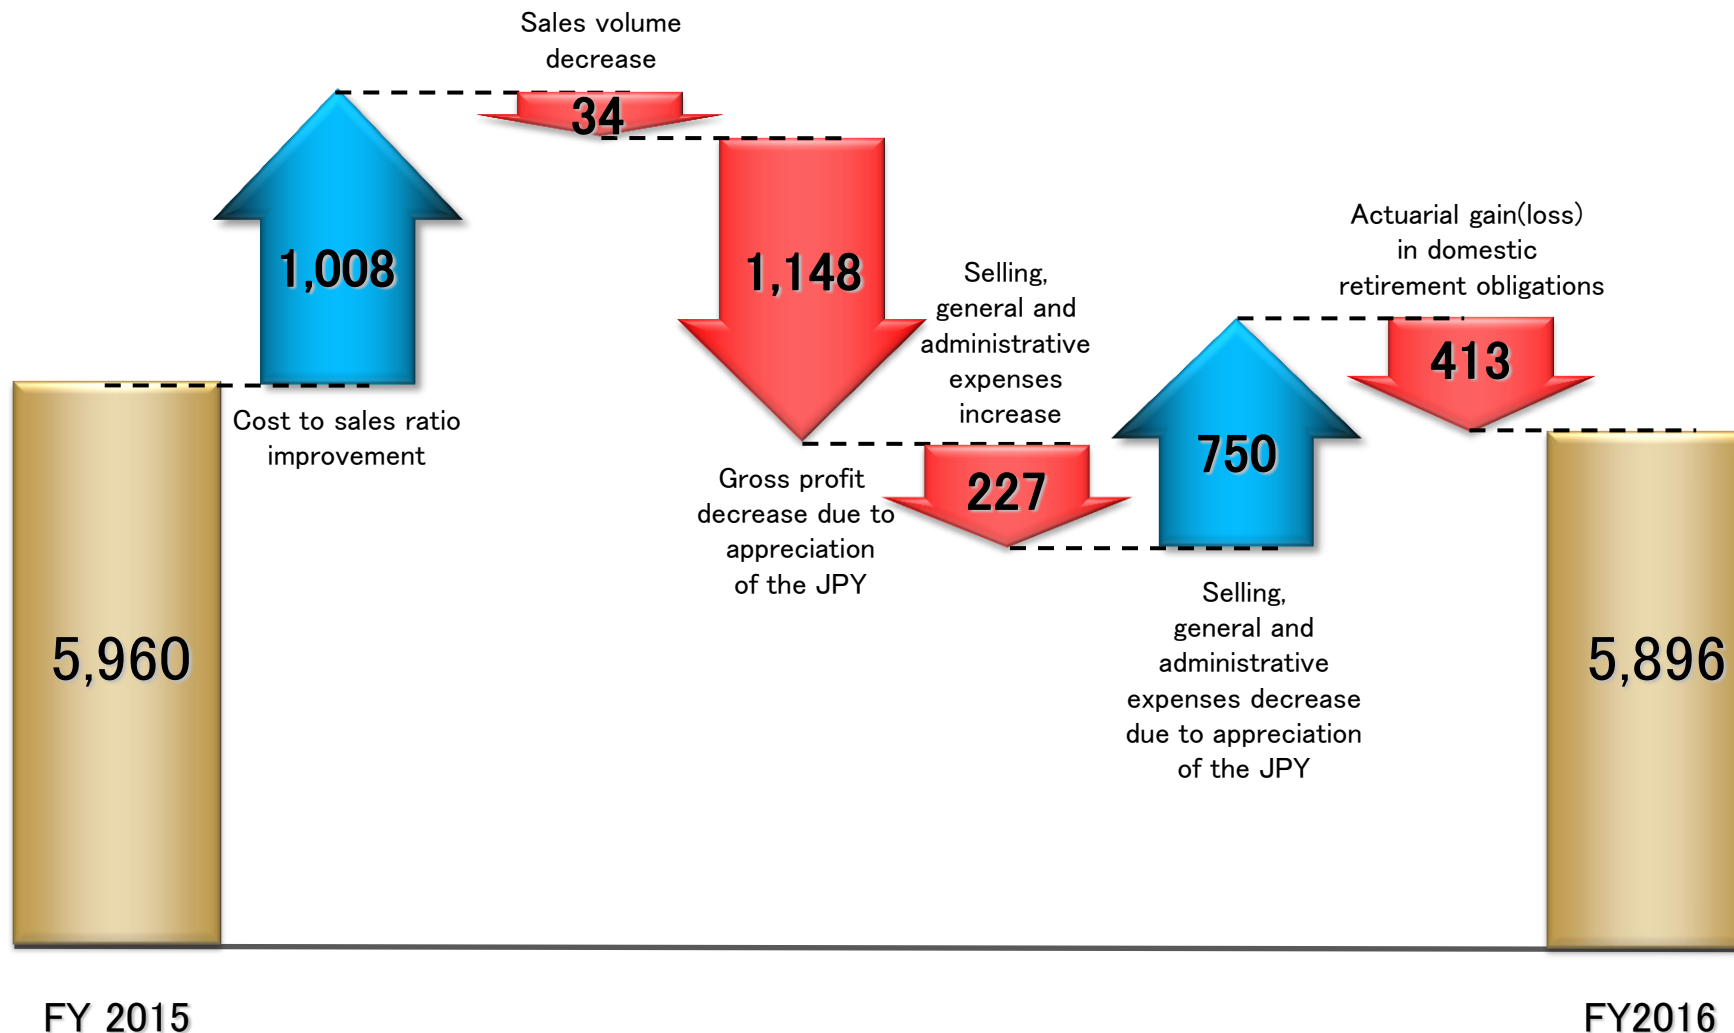 Sales volume
decrease
34
1,008
Cost to sales ratio
improvement
1,148
Gross profit
decrease due to
appreciation
of the JPY
Selling,
general and
administrative
expenses
increase
227
750
Selling,
general and
administrative
expenses decrease
due to appreciation
of the JPY
Actuarial gain(loss)
in domestic
retirement obligations
413
5,960
5,896
FY 2015
FY2016